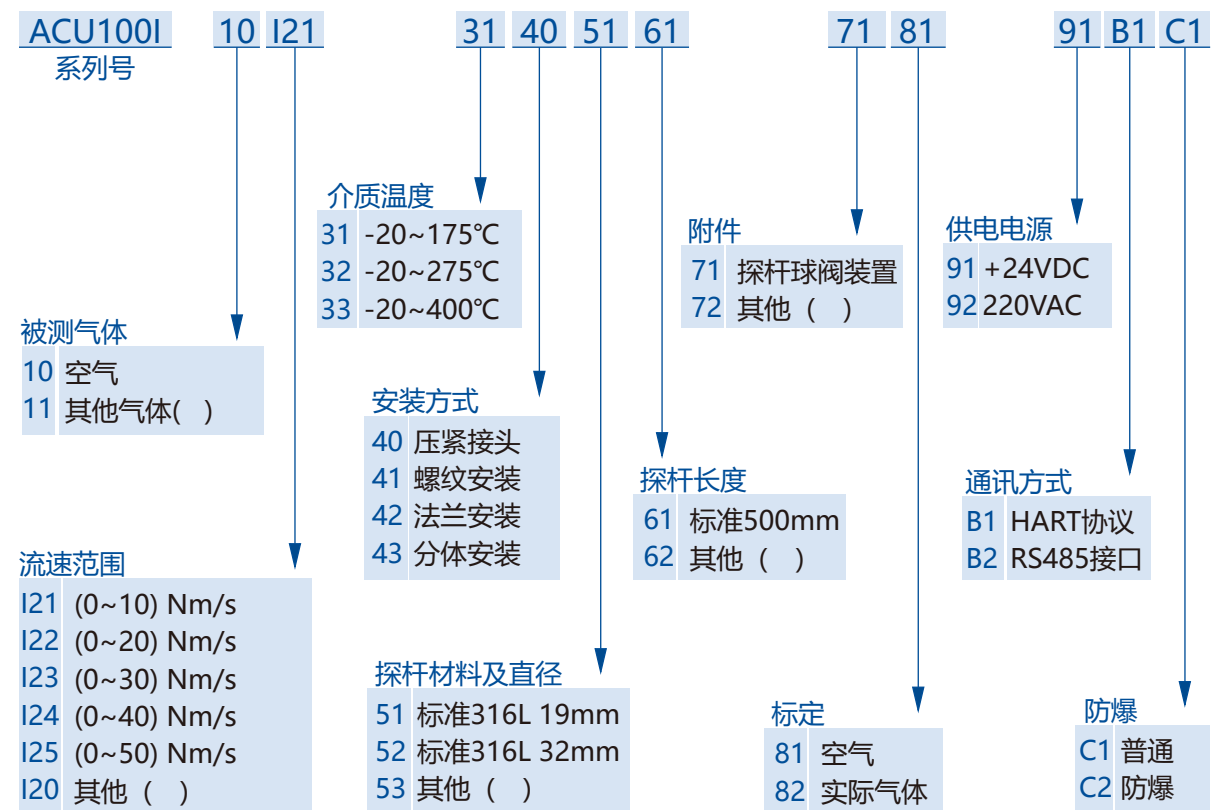 ACU100I 10 I21 31 40 51 61 71 81 91 B1 C1
系列号
被测气体
10 空气
11 其他气体( )
流速范围
I21 (0~10) Nm/s
I22 (0~20) Nm/s
I23 (0~30) Nm/s
I24 (0~40) Nm/s
I25 (0~50) Nm/s
I20 其他 ( )
介质温度
31 -20~175℃
32 -20~275℃
33 -20~400℃
安装方式
40 压紧接头
41 螺纹安装
42 法兰安装
43 分体安装
探杆材料及直径
51 标准316L 19mm
52 标准316L 32mm
53 其他 ( )
探杆长度
61 标准500mm
62 其他 ( )
附件
71 探杆球阀装置
72 其他 ( )
标定
81 空气
82 实际气体
供电电源
91 +24VDC
92 220VAC
通讯方式
B1 HART协议
B2 RS485接口
防爆
C1 普通
C2 防爆